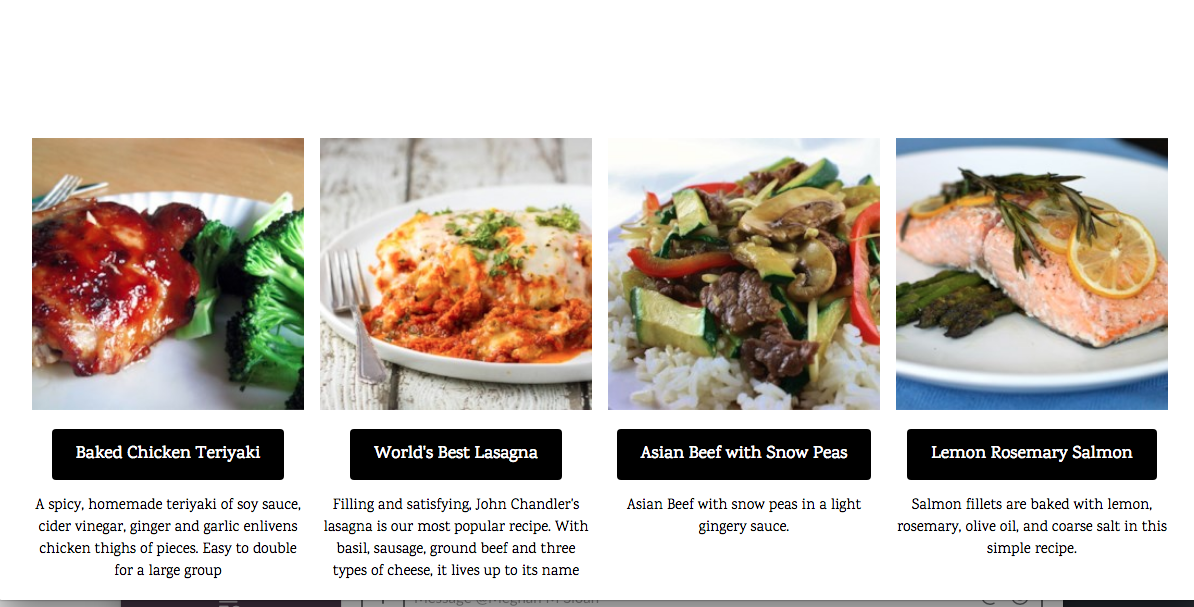 Baked Chicken Teriyaki
A spicy, homemade teriyaki of soy sauce,
cider vinegar, ginger and garlic enlivens
chicken thighs of pieces. Easy to double
for a large group
World's Best Lasagna
Filling and satisfying, John Chandler's
lasagna is our most popular recipe. With
basil, sausage, ground beef and three
types of cheese, it lives up to its name
Asian Beef with Snow Peas
Asian Beef with snow peas in a light
gingery sauce.
Lemon Rosemary Salmon
Salmon fillets are baked with lemon,
rosemary, olive oil, and coarse salt in this
simple recipe.
Message @Meghan M Sloan